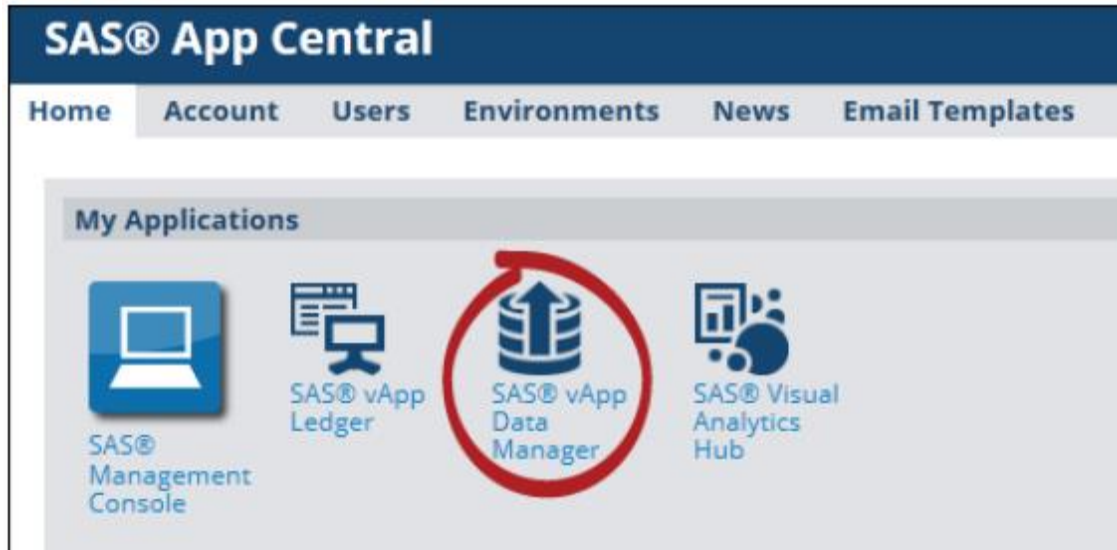 SAS® App Central
Home Account Users Environments News Email Templates
My Applications
SAS®
Management
Console
SAS® vApp
Ledger
SAS® vApp
Data
Manager
SAS® Visual
Analytics
Hub